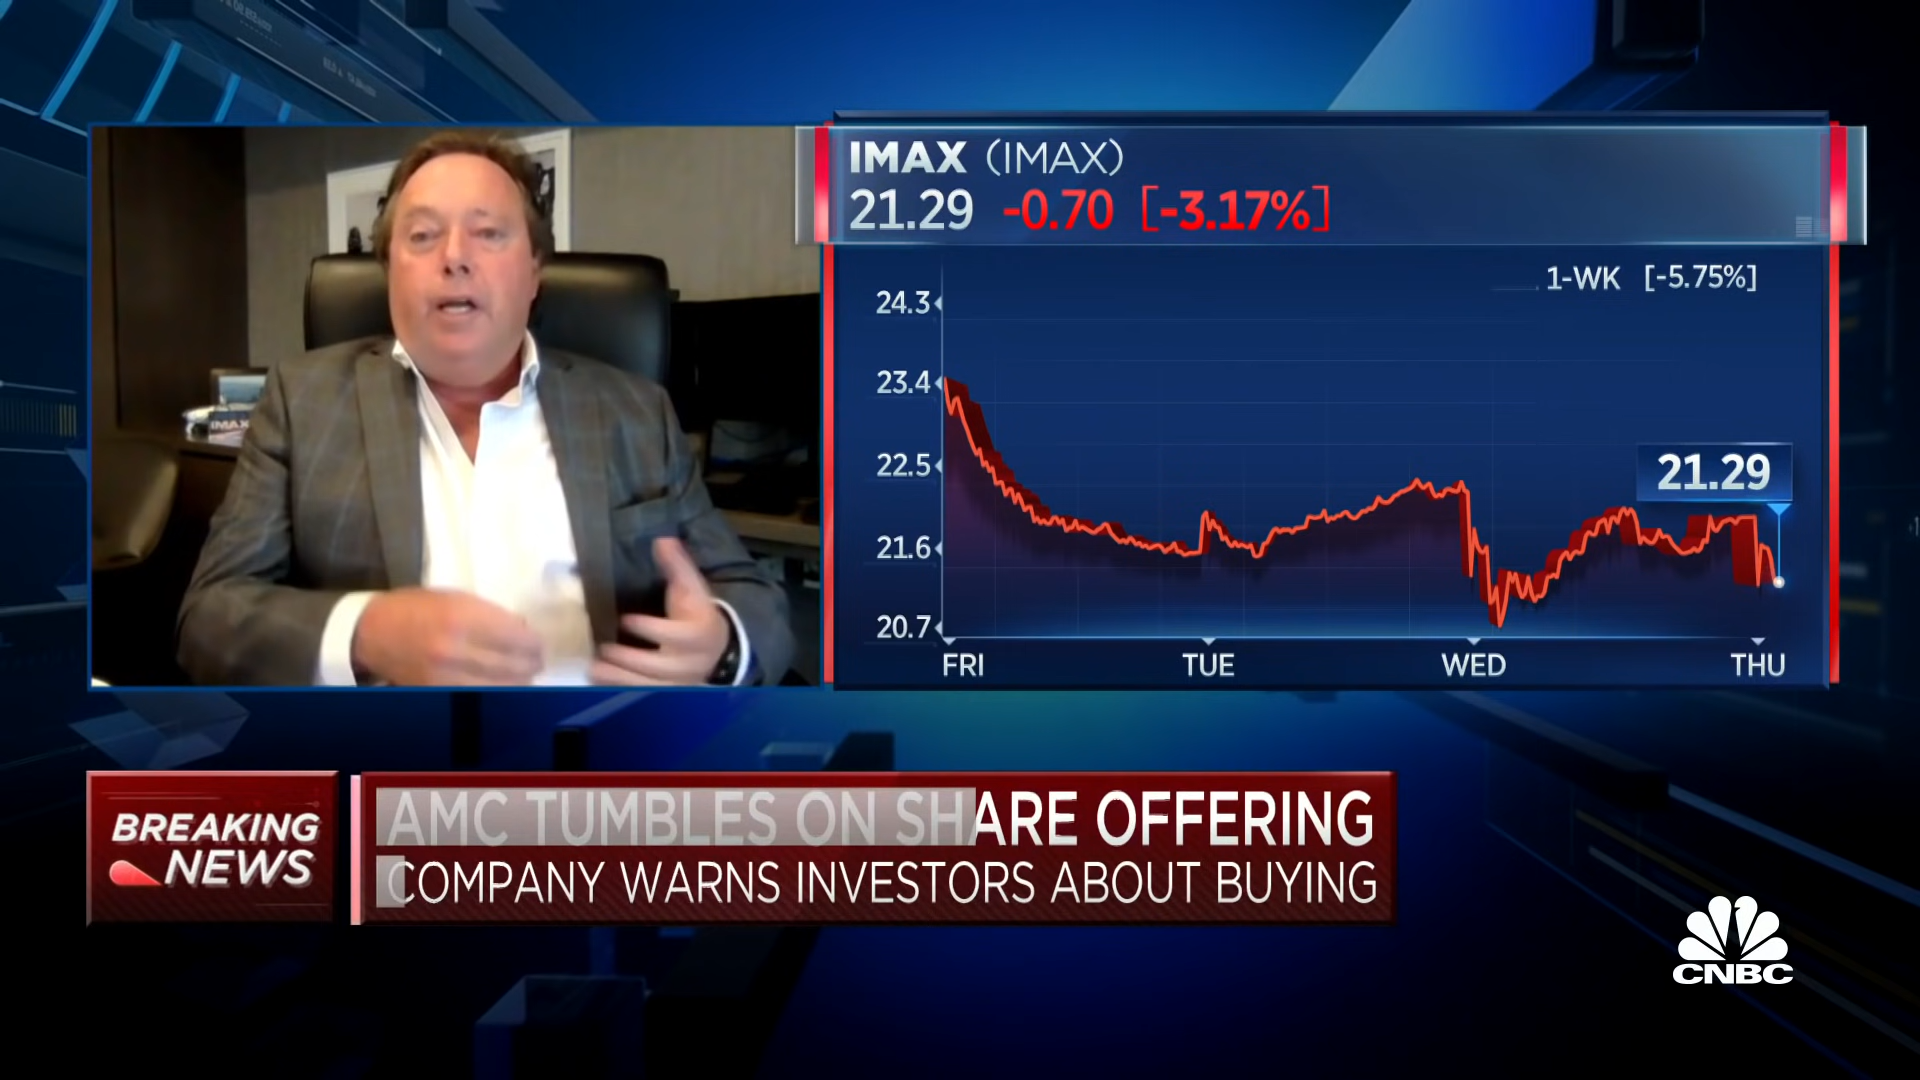 IMAX (IMAX)
21.29 -0.70 [-3.17%]
1-WK [-5.75%]
24.3
23.4
22.5
21.6
20.7
21.29
FRI TUE WED THU
IMAX
BREAKING
NEWS
AMC TUMBLES ON SHARE OFFERING
COMPANY WARNS INVESTORS ABOUT BUYING
CNBC